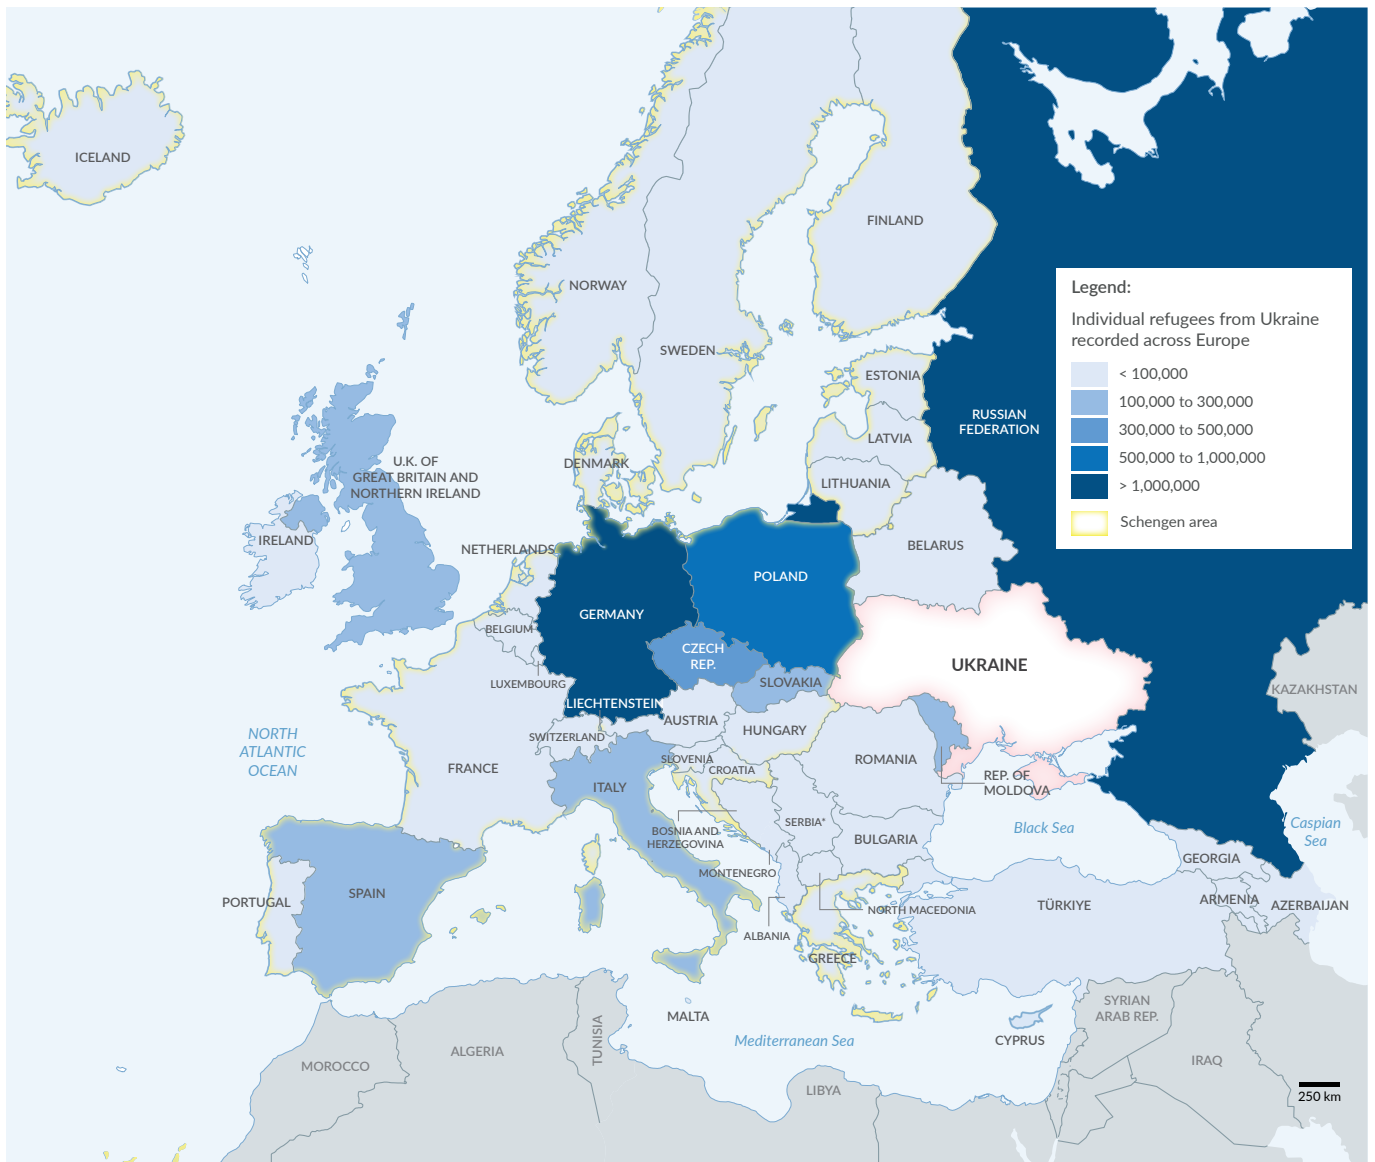 ICELAND
FINLAND
NORWAY
SWEDEN
ESTONIA
LATVIA
LITHUANIA
DENMARK
RUSSIAN
FEDERATION
Legend:
Individual refugees from Ukraine
recorded across Europe
< 100,000
100,000 to 300,000
300,000 to 500,000
500,000 to 1,000,000
> 1,000,000
Schengen area
U.K. OF
GREAT BRITAIN AND
NORTHERN IRELAND
IRELAND
NETHERLANDS
BELARUS
POLAND
GERMANY
BELGIUM
CZECH
REP.
UKRAINE
LUXEMBOURG
SLOVAKIA
KAZAKHSTAN
LIECHTENSTEIN
AUSTRIA
HUNGARY
SWITZERLAND
NORTH
ATLANTIC
OCEAN
FRANCE
SLOVENIA
CROATIA
ROMANIA
ITALY
REP. OF
MOLDOVA
BOSNIA AND
HERZEGOVINA
SERBIA*
BULGARIA
Black Sea
Caspian
Sea
GEORGIA
MONTENEGRO
SPAIN
PORTUGAL
NORTH MACEDONIA
TÜRKIYE
ARMENIA
AZERBAIJAN
ALBANIA
GREECE
MALTA
Mediterranean Sea
CYPRUS
SYRIAN
ARAB REP.
IRAQ
MOROCCO
ALGERIA
TUNISIA
LIBYA
250 km